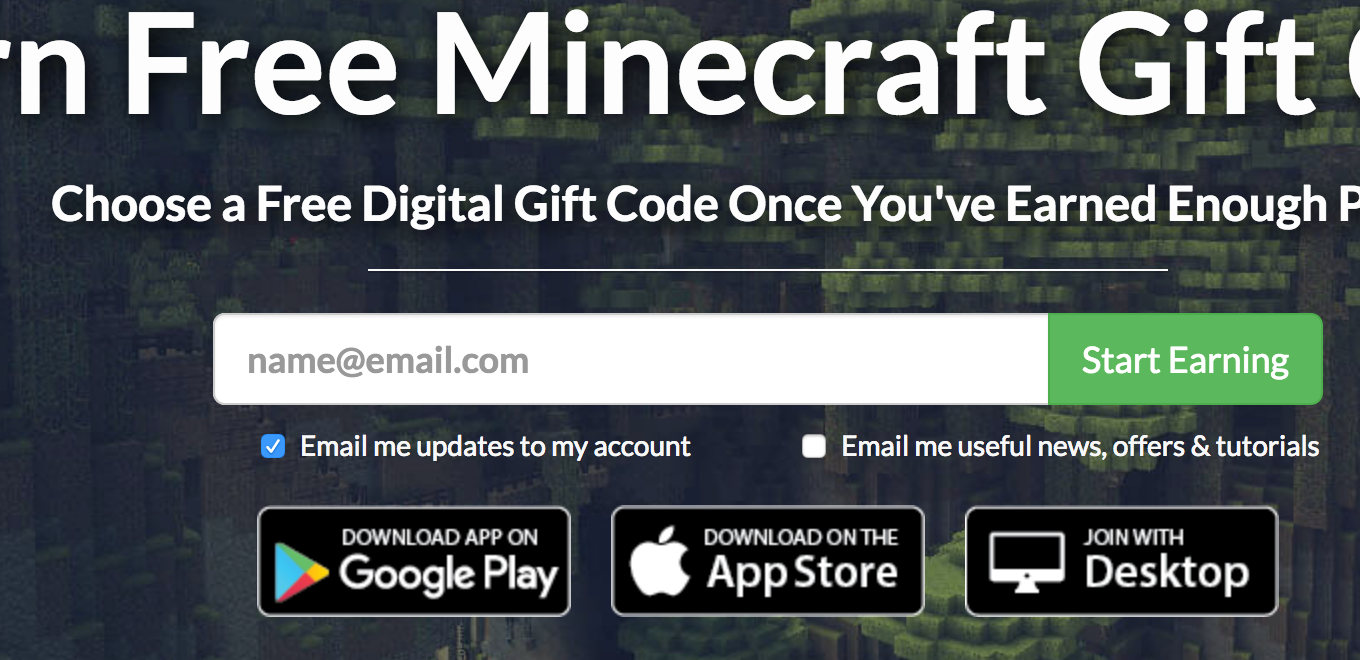 rn Free Minecraft Gift
Choose a Free Digital Gift Code Once You've Earned Enough P
name@email.com
Start Earning
Email me updates to my account
Email me useful news, offers & tutorials
DOWNLOAD APP ON
Google Play
DOWNLOAD ON THE
App Store
JOIN WITH
Desktop